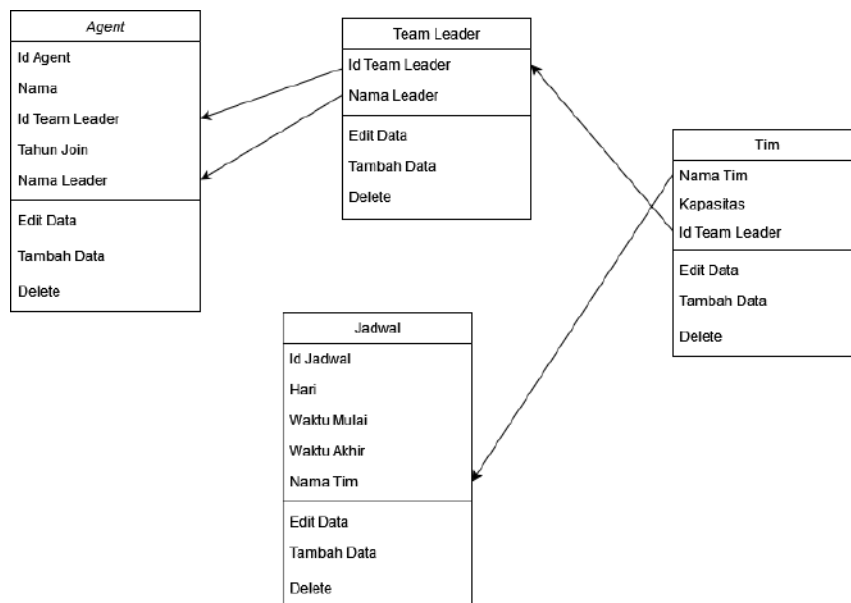 Agent
Id Agent
Nama
Id Team Leader
Tahun Join
Nama Leader
Edit Data
Tambah Data
Delete
Team Leader
Id Team Leader
Nama Leader
Edit Data
Tambah Data
Delete
Tim
Nama Tim
Kapasitas
Id Team Leader
Edit Data
Tambah Data
Delete
Jadwal
Id Jadwal
Hari
Waktu Mulai
Waktu Akhir
Nama Tim
Edit Data
Tambah Data
Delete